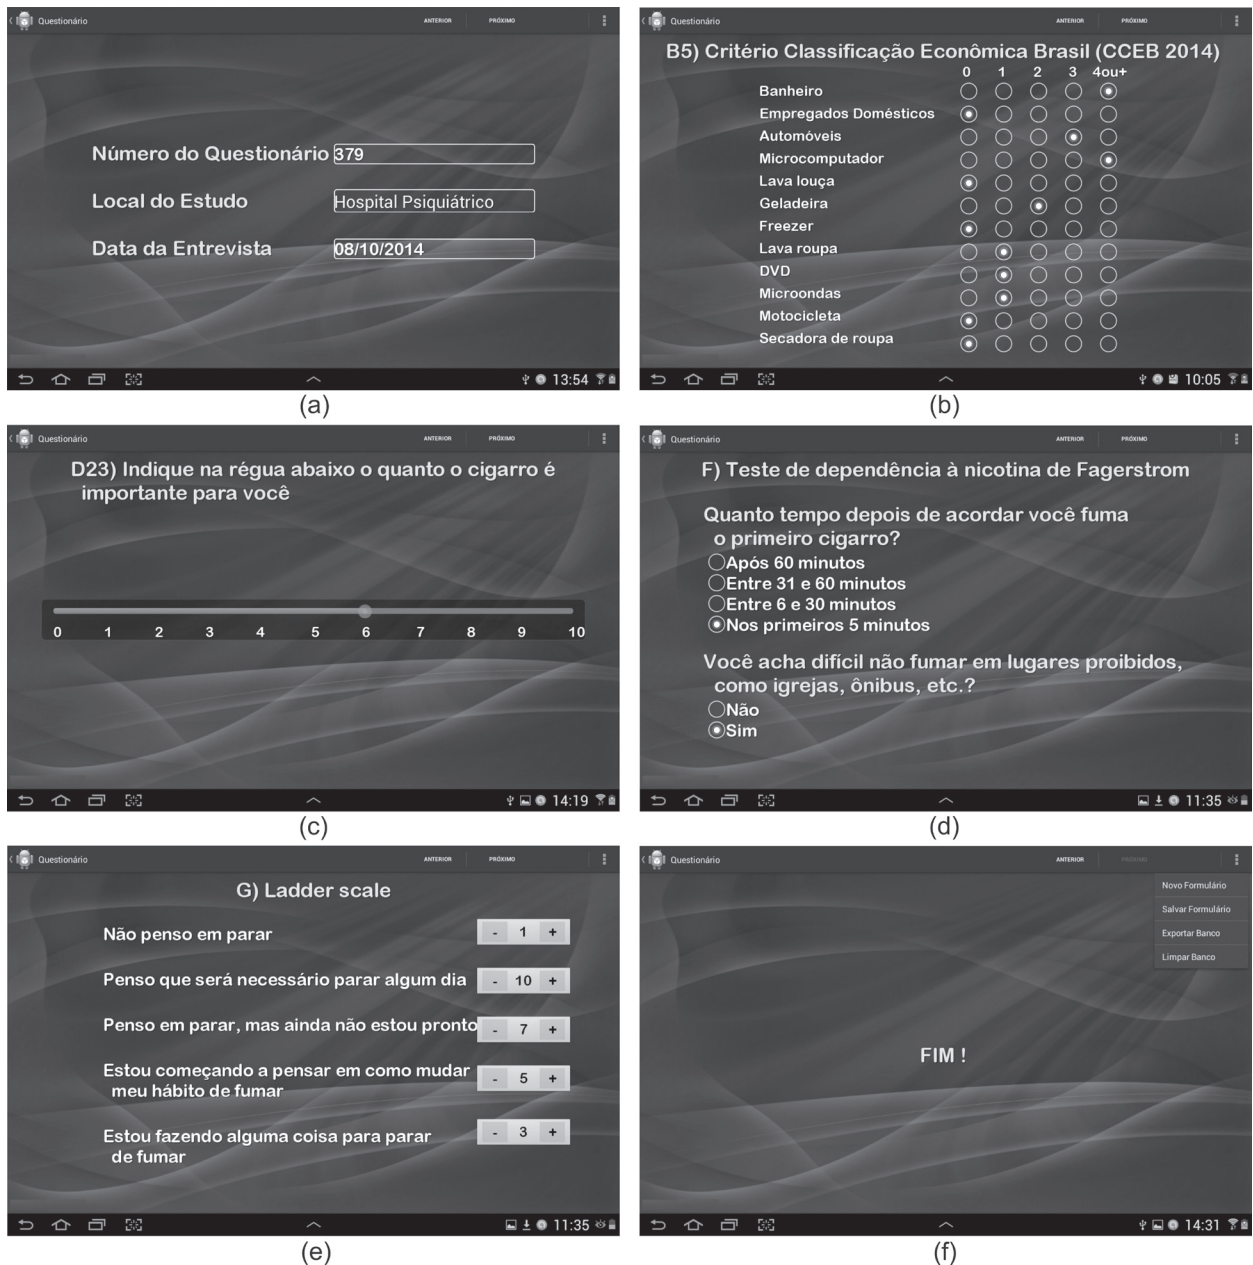 Questionário ANTERIOR PRÓXIMO
Número do Questionário 379
Local do Estudo Hospital Psiquiátrico
Data da Entrevista 08/10/2014
13:54
(a)
Questionário ANTERIOR PRÓXIMO
B5) Critério Classificação Econômica Brasil (CCEB 2014)
0 1 2 3 4ou+
Banheiro
Empregados Domésticos
Automóveis
Microcomputador
Lava louça
Geladeira
Freezer
Lava roupa
DVD
Microondas
Motocicleta
Secadora de roupa
10:05
(b)
Questionário ANTERIOR PRÓXIMO
D23) Indique na régua abaixo o quanto o cigarro é
importante para você
0 1 2 3 4 5 6 7 8 9 10
14:19
(c)
Questionário ANTERIOR PRÓXIMO
F) Teste de dependência à nicotina de Fagerstrom
Quanto tempo depois de acordar você fuma
o primeiro cigarro?
Após 60 minutos
Entre 31 e 60 minutos
Entre 6 e 30 minutos
Nos primeiros 5 minutos
Você acha difícil não fumar em lugares proibidos,
como igrejas, ônibus, etc.?
Não
Sim
11:35
(d)
Questionário ANTERIOR PRÓXIMO
G) Ladder scale
Não penso em parar - 1 +
Penso que será necessário parar algum dia - 10 +
Penso em parar, mas ainda não estou pronto - 7 +
Estou começando a pensar em como mudar
meu hábito de fumar - 5 +
Estou fazendo alguma coisa para parar
de fumar - 3 +
11:35
(e)
Questionário ANTERIOR PRÓXIMO
Novo Formulário
Salvar Formulário
Exportar Banco
Limpar Banco
FIM !
14:31
(f)